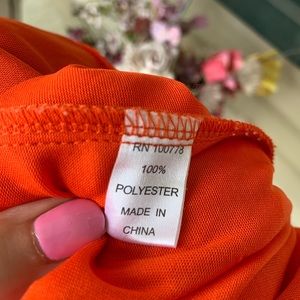 RN 100778
100%
POLYESTER
MADE IN
CHINA